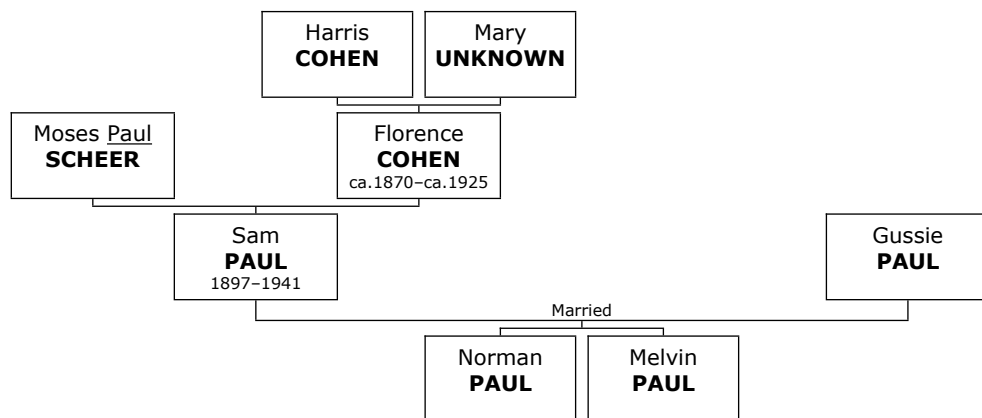 Harris
COHEN
Mary
UNKNOWN
Moses Paul
SCHEER
Florence
COHEN
ca.1870–ca.1925
Sam
PAUL
1897–1941
Gussie
PAUL
Married
Norman
PAUL
Melvin
PAUL